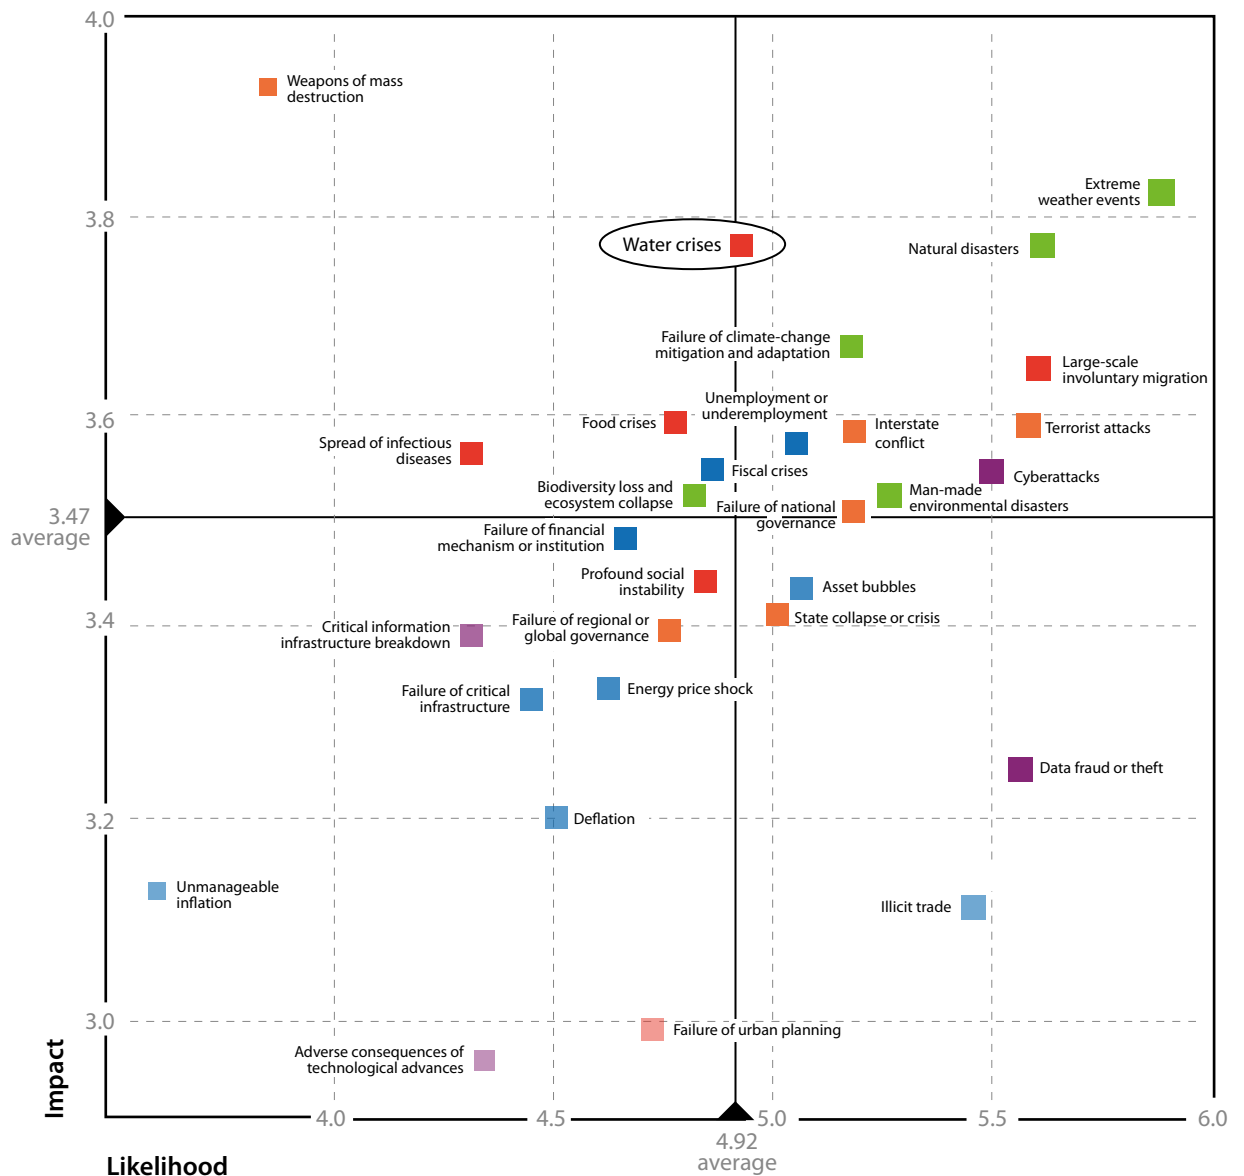 4.0
Weapons of mass
destruction
Extreme
weather events
3.8
Water crises
Natural disasters
Failure of climate-change
mitigation and adaptation
Large-scale
involuntary migration
Unemployment or
underemployment
3.6
Food crises
Interstate
conflict
Terrorist attacks
Spread of infectious
diseases
Fiscal crises
Cyberattacks
Biodiversity loss and
ecosystem collapse
Man-made
environmental disasters
Failure of national
governance
3.47
average
Failure of financial
mechanism or institution
Profound social
instability
Asset bubbles
3.4
State collapse or crisis
Failure of regional or
global governance
Critical information
infrastructure breakdown
Failure of critical
infrastructure
Energy price shock
Data fraud or theft
3.2
Deflation
Unmanageable
inflation
Illicit trade
3.0
Failure of urban planning
Adverse consequences of
technological advances
Impact
4.0
4.5
5.0
5.5
6.0
4.92
average
Likelihood